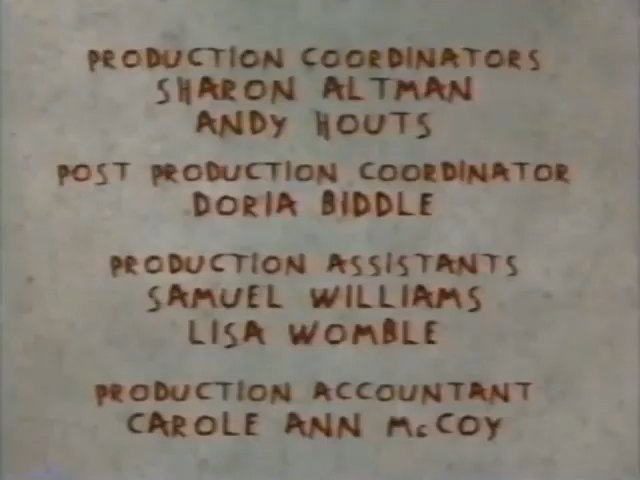 PRODUCTION COORDINATORS
SHARON ALTMAN
ANDY HOUTS
POST PRODUCTION COORDINATOR
DORIA BIDDLE
PRODUCTION ASSISTANTS
SAMUEL WILLIAMS
LISA WOMBLE
PRODUCTION ACCOUNTANT
CAROLE ANN McCOY